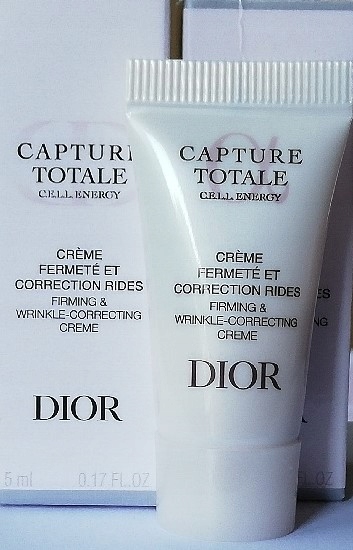 CAPTURE
TOTALE
C.E.L.L. ENERGY
CRÈME
FERMETÉ ET
CORRECTION RIDES
FIRMING &
WRINKLE-CORRECTING
CREME
DIOR
5 ml 0.17 FL.OZ
CAPTURE
TOTALE
C.E.L.L. ENERGY
CRÈME
FERMETÉ ET
CORRECTION RIDES
FIRMING &
WRINKLE-CORRECTING
CREME
DIOR